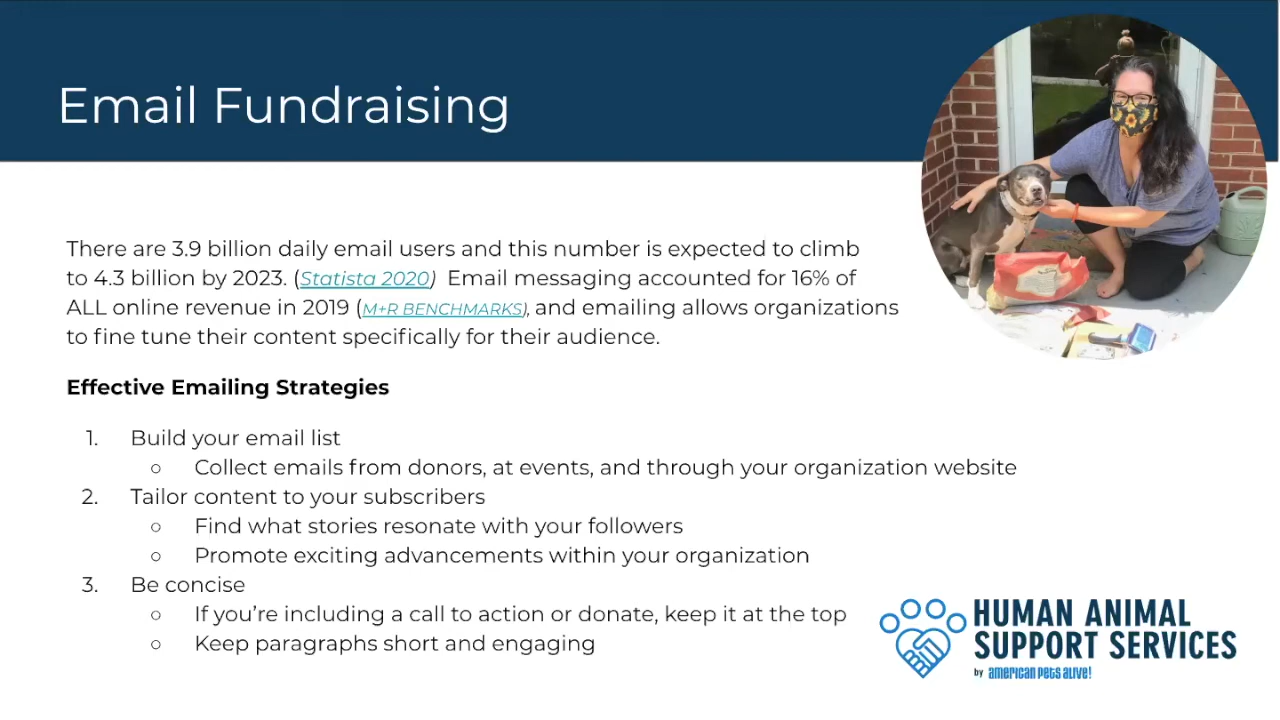 Email Fundraising
There are 3.9 billion daily email users and this number is expected to climb
to 4.3 billion by 2023. (Statista 2020) Email messaging accounted for 16% of
ALL online revenue in 2019 (M+R BENCHMARKS), and emailing allows organizations
to fine tune their content specifically for their audience.
Effective Emailing Strategies
1. Build your email list
○ Collect emails from donors, at events, and through your organization website
2. Tailor content to your subscribers
○ Find what stories resonate with your followers
○ Promote exciting advancements within your organization
3. Be concise
○ If you’re including a call to action or donate, keep it at the top
○ Keep paragraphs short and engaging
HUMAN ANIMAL
SUPPORT SERVICES
by AMERICAN PETS ALIVE!